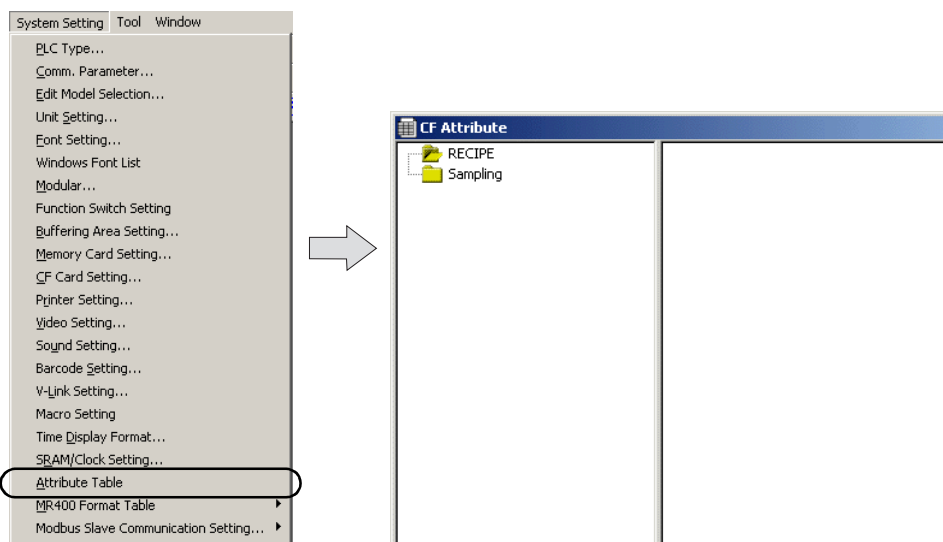 System Setting Tool Window
PLC Type...
Comm. Parameter...
Edit Model Selection...
Unit Setting...
Font Setting...
Windows Font List
Modular...
Function Switch Setting
Buffering Area Setting...
Memory Card Setting...
CF Card Setting...
Printer Setting...
Video Setting...
Sound Setting...
Barcode Setting...
V-Link Setting...
Macro Setting
Time Display Format...
SRAM/Clock Setting...
Attribute Table
MR400 Format Table
Modbus Slave Communication Setting...
CF Attribute
RECIPE
Sampling